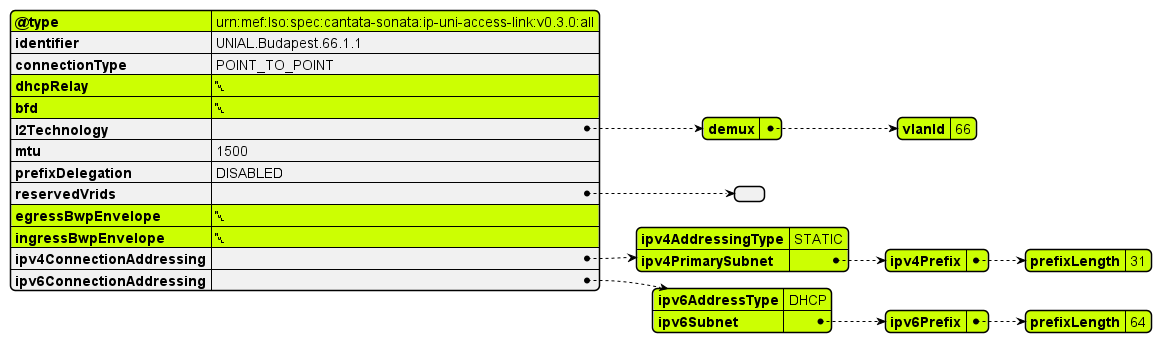 @type urn:mef:lso:spec:cantata-sonata:ip-uni-access-link:v0.3.0:all
identifier UNIAL.Budapest.66.1.1
connectionType POINT_TO_POINT
dhcpRelay
bfd
l2Technology demux vlanId 66
mtu 1500
prefixDelegation DISABLED
reservedVrids
egressBwpEnvelope
ingressBwpEnvelope
ipv4ConnectionAddressing
ipv6ConnectionAddressing
ipv4AddressingType STATIC
ipv4PrimarySubnet ipv4Prefix prefixLength 31
ipv6AddressType DHCP
ipv6Subnet ipv6Prefix prefixLength 64